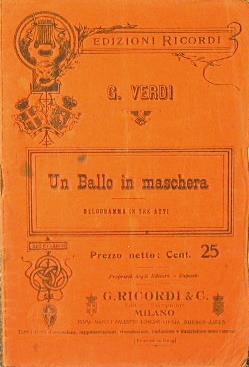 EDIZIONI RICORDI
G. VERDI
Un Ballo in maschera
MELODRAMMA IN TRE ATTI
Prezzo netto: Cent. 25
Proprietà degli Editori
G. RICORDI & C.
MILANO